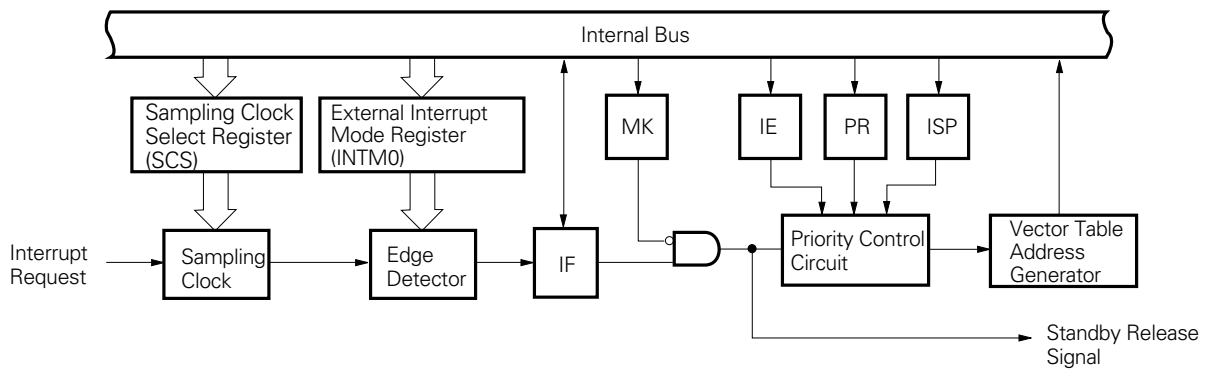 Internal Bus
Sampling Clock
Select Register
(SCS)
External Interrupt
Mode Register
(INTM0)
MK
IE
PR
ISP
Interrupt
Request
Sampling
Clock
Edge
Detector
IF
Priority Control
Circuit
Vector Table
Address
Generator
Standby Release
Signal